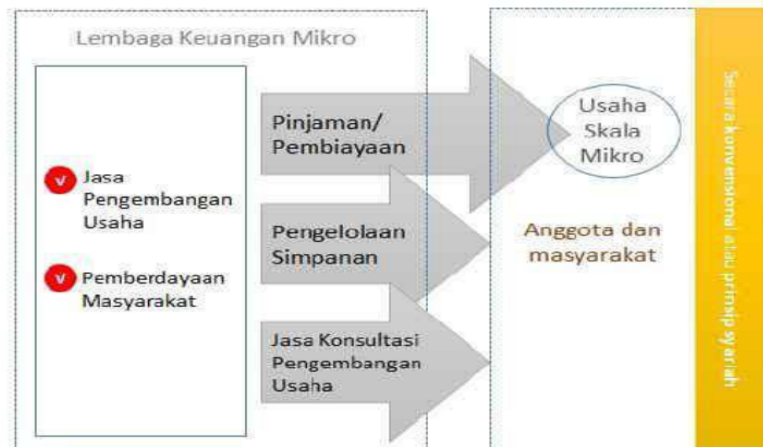 Lembaga Keuangan Mikro
Jasa
Pengembangan
Usaha
Pemberdayaan
Masyarakat
Pinjaman/
Pembiayaan
Pengelolaan
Simpanan
Jasa Konsultasi
Pengembangan
Usaha
Usaha
Skala
Mikro
Anggota dan
masyarakat
Secara konvensional atau prinsip syariah